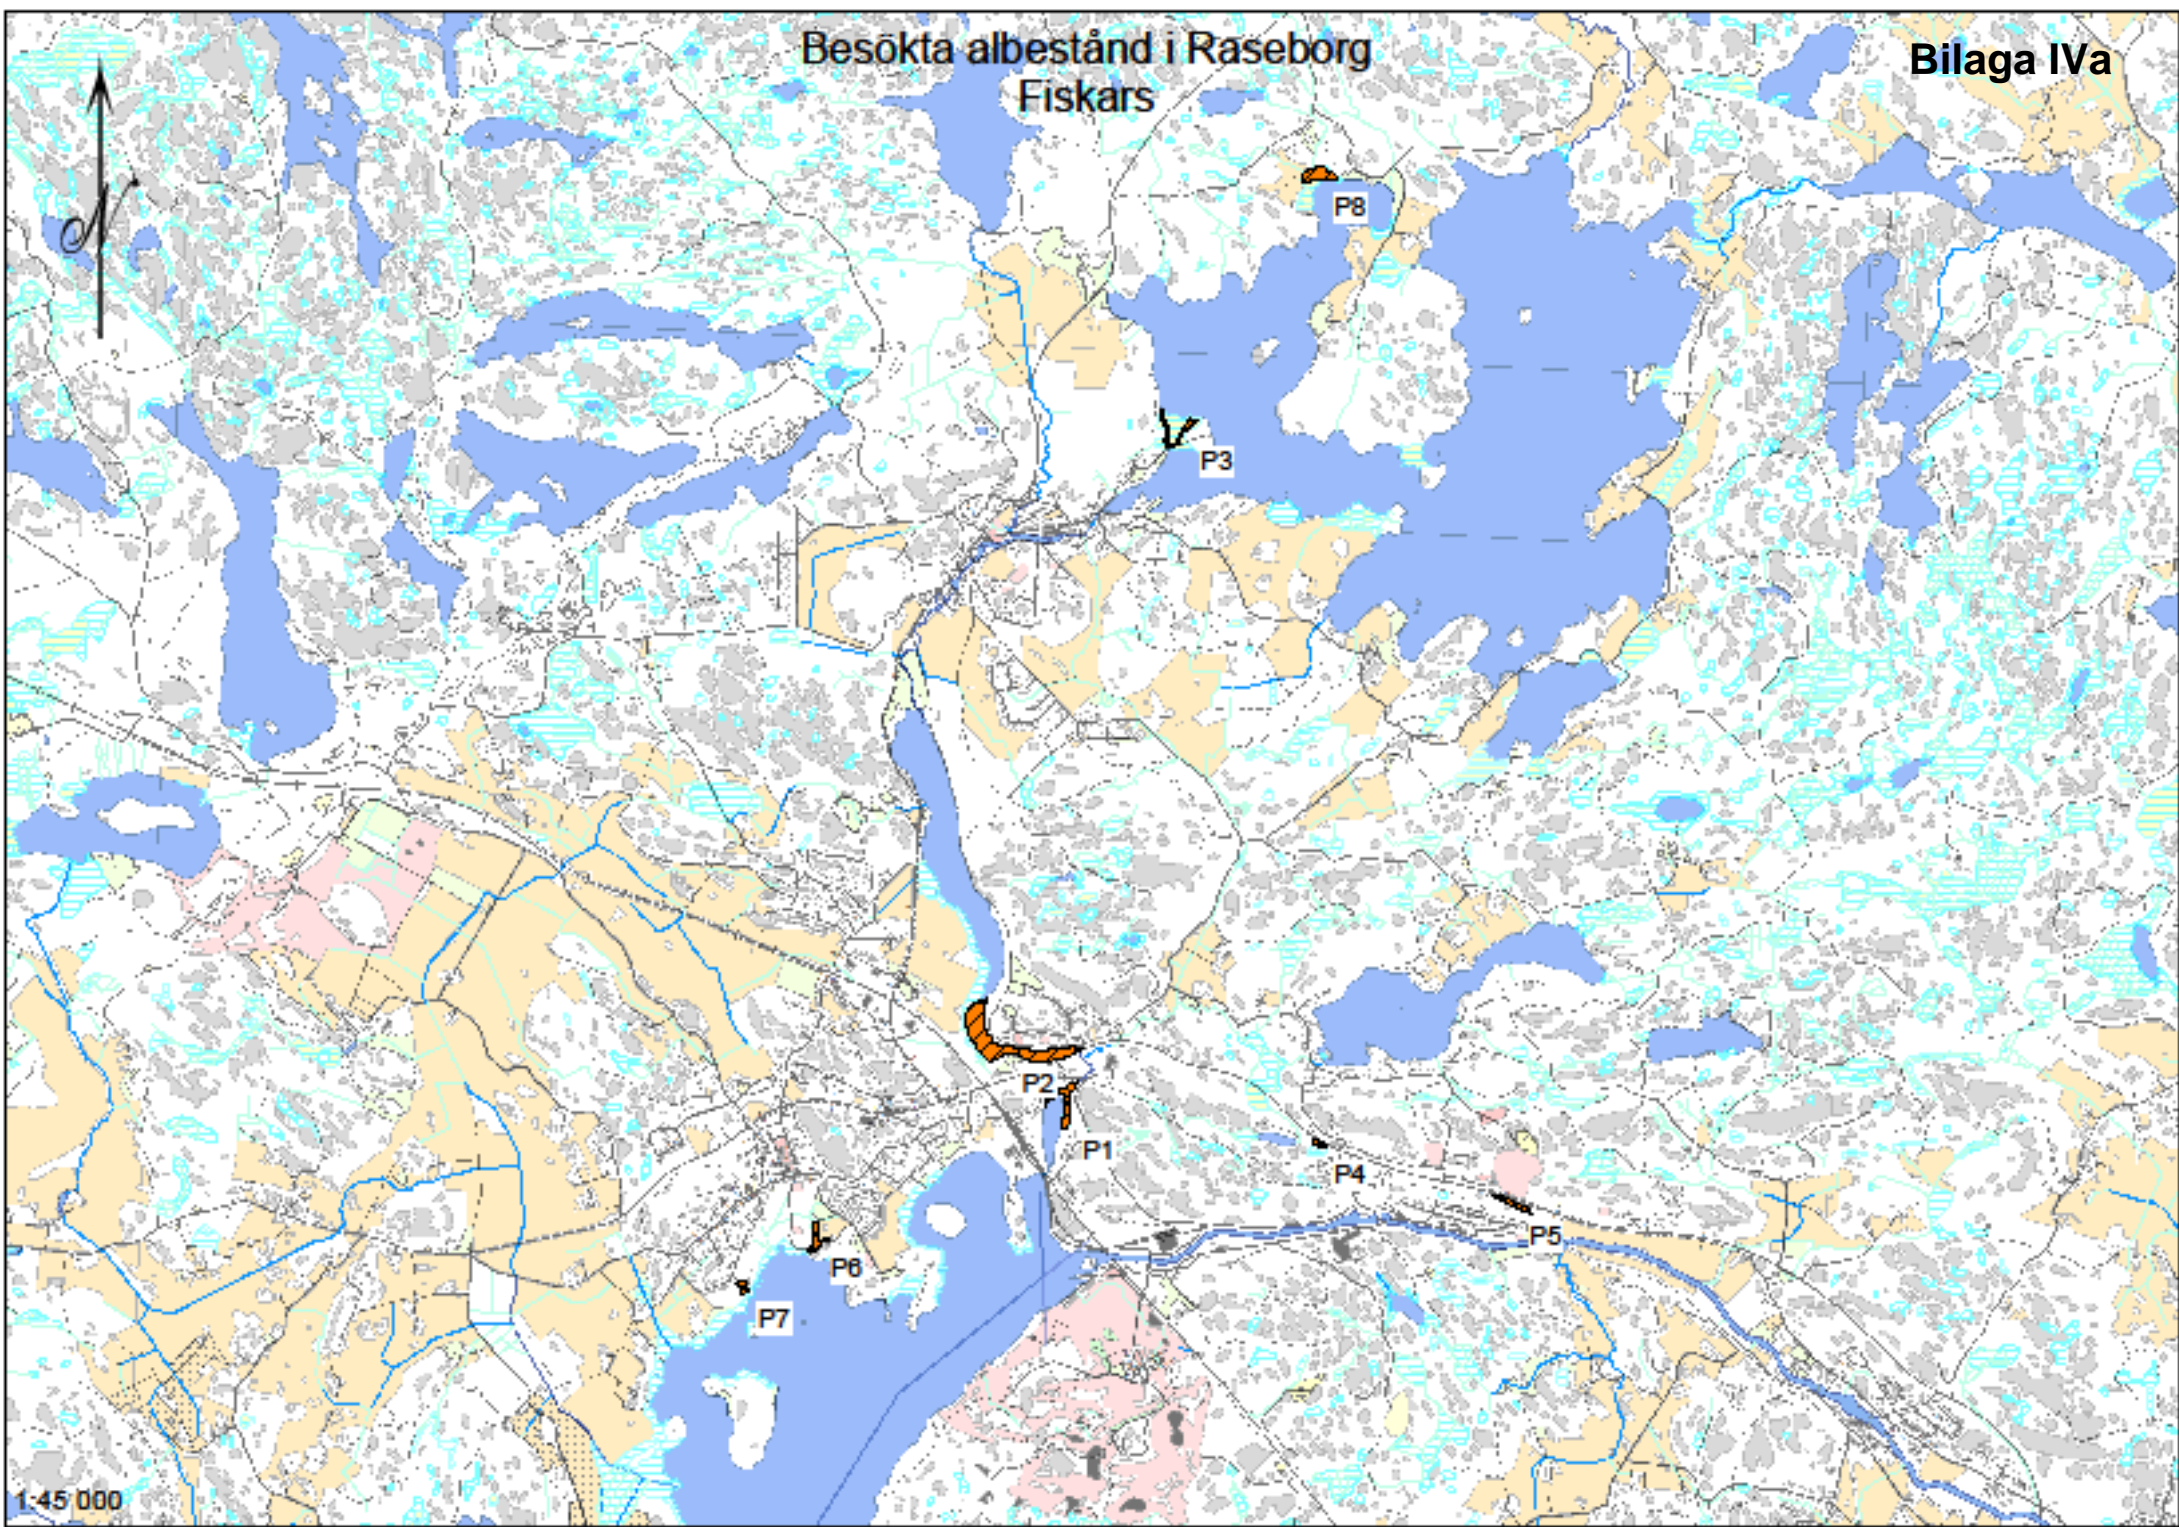 Besökta albestånd i Raseborg
Fiskars
Bilaga IVa
N
P8
P3
P2
P1
P4
P5
P6
P7
1:45 000